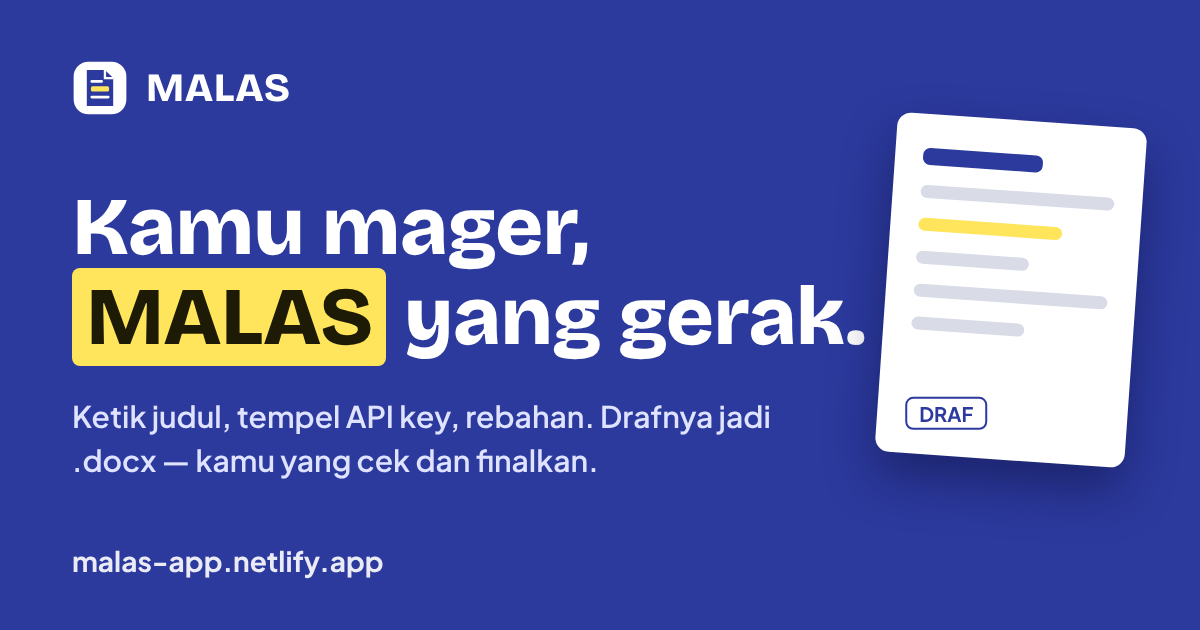 MALAS
Kamu mager,
MALAS yang gerak.
Ketik judul, tempel API key, rebahan. Drafnya jadi
.docx — kamu yang cek dan finalkan.
DRAF
malas-app.netlify.app